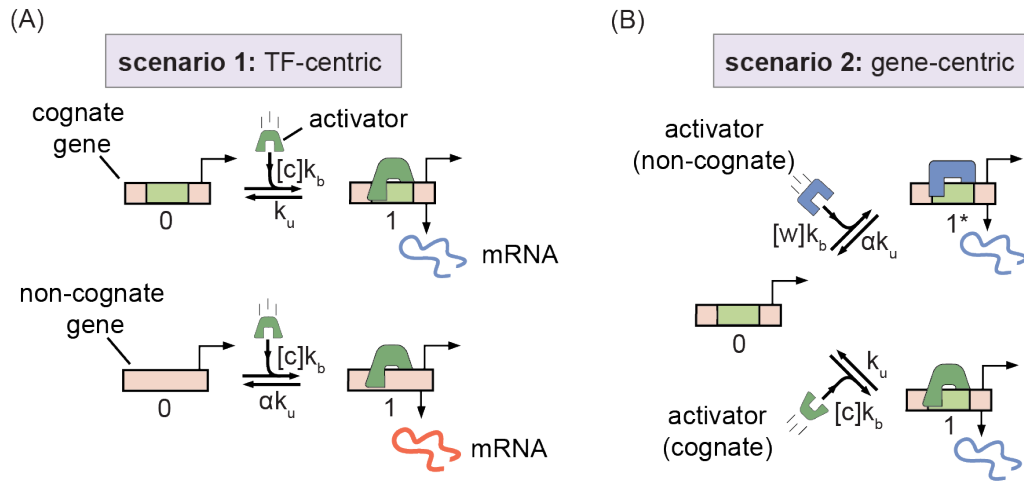 (A)
scenario 1: TF-centric
cognate
gene
activator
[c]k_b
k_u
0
1
mRNA
non-cognate
gene
[c]k_b
αk_u
0
1
mRNA
(B)
scenario 2: gene-centric
activator
(non-cognate)
[w]k_b
αk_u
1*
0
k_u
[c]k_b
activator
(cognate)
1